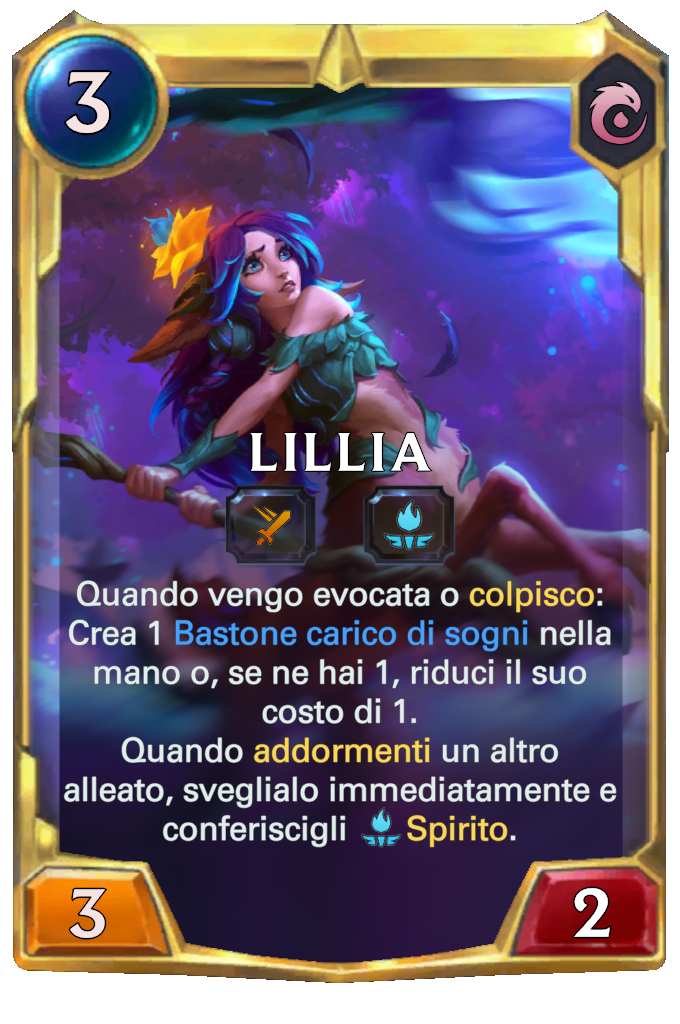 3
LILLIA
Quando vengo evocata o colpisco:
Crea 1 Bastone carico di sogni nella
mano o, se ne hai 1, riduci il suo
costo di 1.
Quando addormenti un altro
alleato, sveglialo immediatamente e
conferiscigli Spirito.
3
2